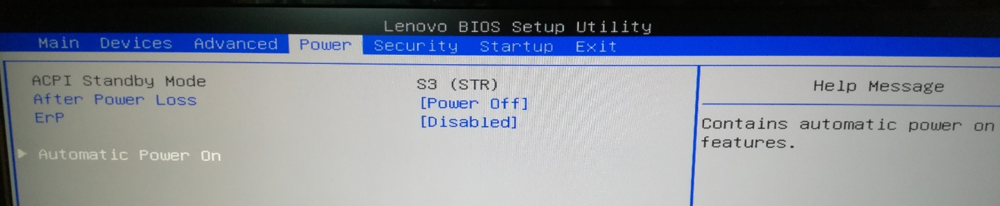 Lenovo BIOS Setup Utility
Main Devices Advanced Power Security Startup Exit
ACPI Standby Mode S3 (STR)
After Power Loss [Power Off]
ErP [Disabled]
▶ Automatic Power On
Help Message
Contains automatic power on
features.